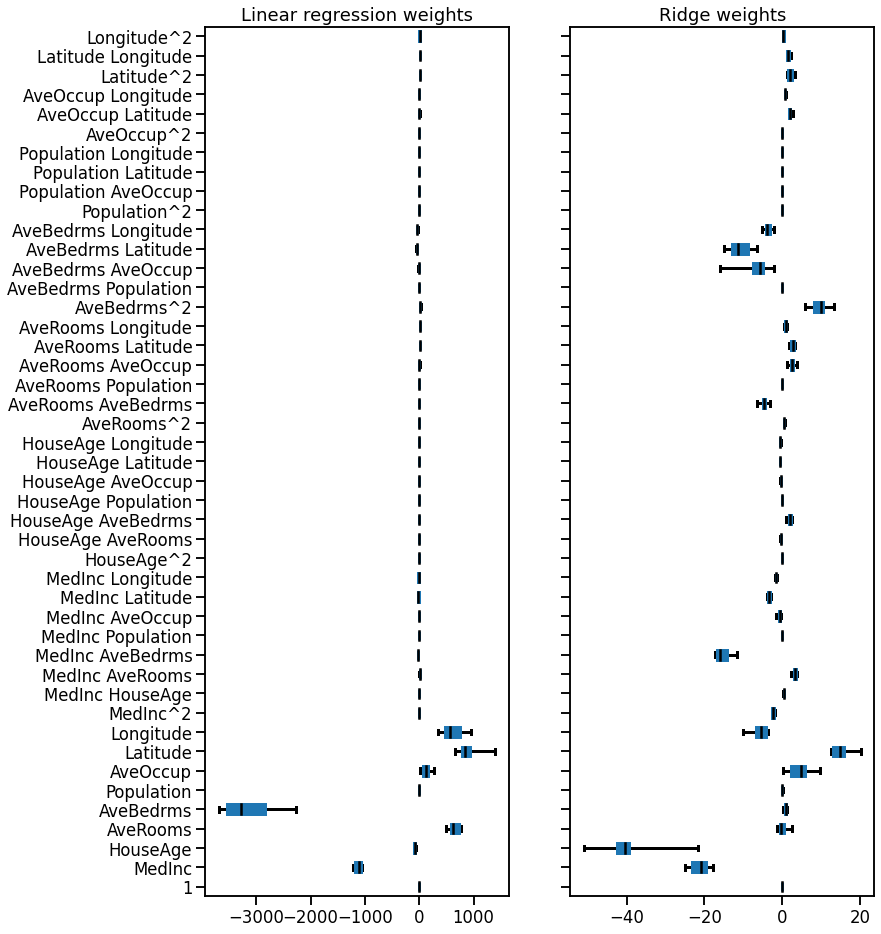 Linear regression weights
Ridge weights
Longitude^2
Latitude Longitude
Latitude^2
AveOccup Longitude
AveOccup Latitude
AveOccup^2
Population Longitude
Population Latitude
Population AveOccup
Population^2
AveBedrms Longitude
AveBedrms Latitude
AveBedrms AveOccup
AveBedrms Population
AveBedrms^2
AveRooms Longitude
AveRooms Latitude
AveRooms AveOccup
AveRooms Population
AveRooms AveBedrms
AveRooms^2
HouseAge Longitude
HouseAge Latitude
HouseAge AveOccup
HouseAge Population
HouseAge AveBedrms
HouseAge AveRooms
HouseAge^2
MedInc Longitude
MedInc Latitude
MedInc AveOccup
MedInc Population
MedInc AveBedrms
MedInc AveRooms
MedInc HouseAge
MedInc^2
Longitude
Latitude
AveOccup
Population
AveBedrms
AveRooms
HouseAge
MedInc
1
−3000 −2000 −1000 0 1000
−40 −20 0 20